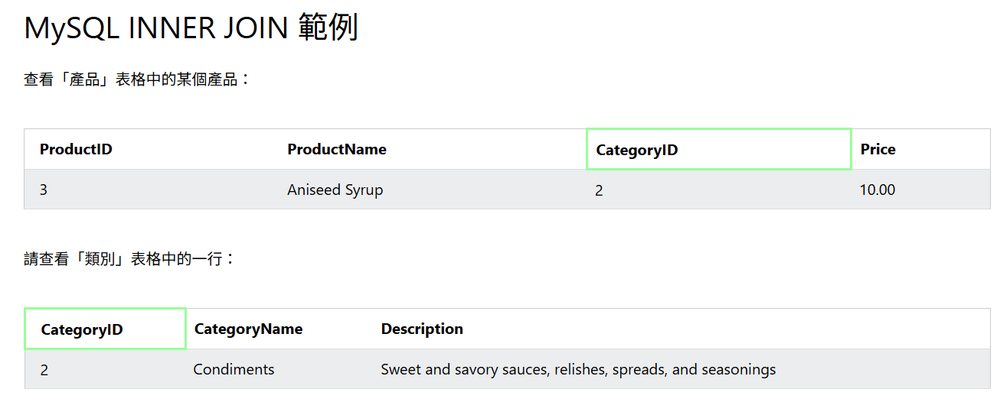 MySQL INNER JOIN 範例
查看「產品」表格中的某個產品：
ProductID ProductName CategoryID Price
3 Aniseed Syrup 2 10.00
請查看「類別」表格中的一行：
CategoryID CategoryName Description
2 Condiments Sweet and savory sauces, relishes, spreads, and seasonings